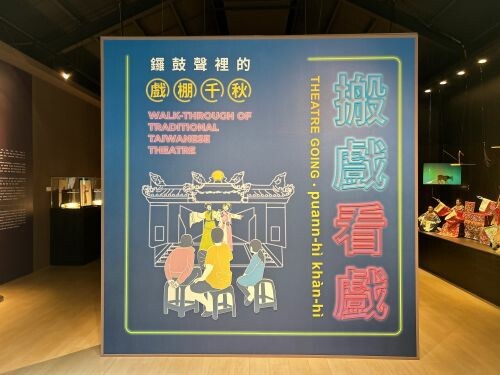 鑼鼓聲裡的
戲棚千秋
WALK-THROUGH OF
TRADITIONAL
TAIWANESE
THEATRE
搬戲看戲
THEATRE GOING・puann-hì khàn-hì